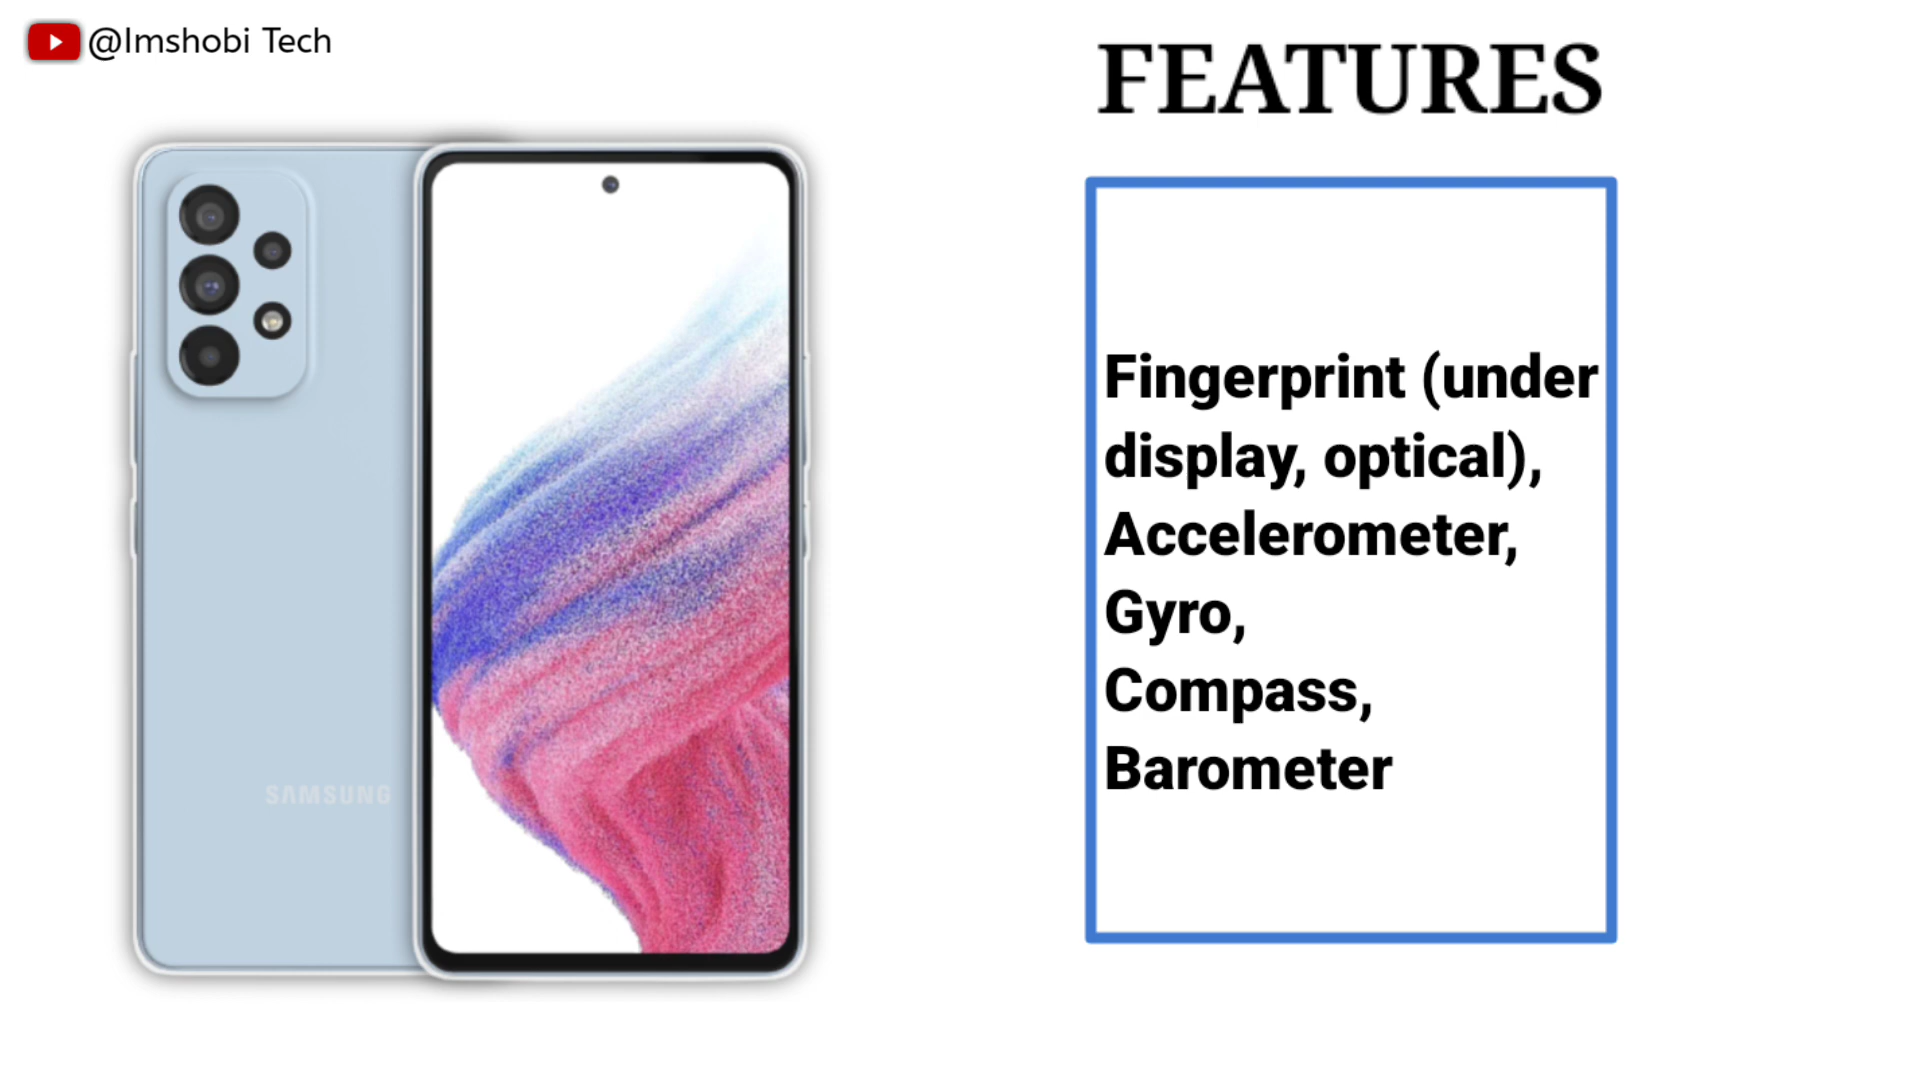 @Imshobi Tech
FEATURES
Fingerprint (under
display, optical),
Accelerometer,
Gyro,
Compass,
Barometer
SAMSUNG